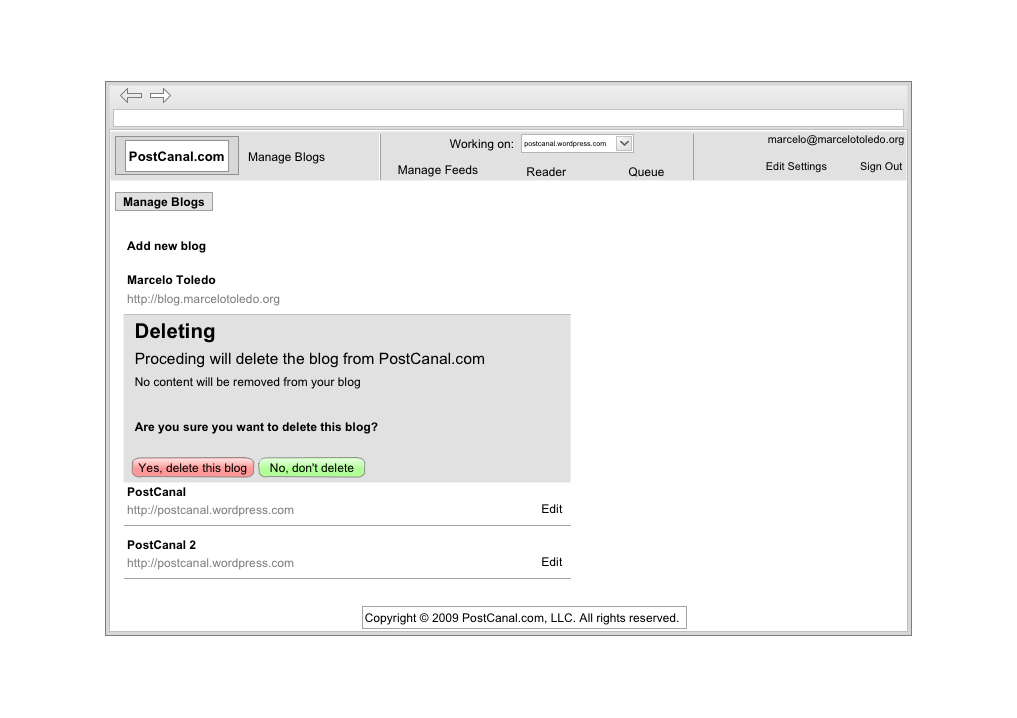 PostCanal.com
Manage Blogs
Working on: postcanal.wordpress.com
Manage Feeds Reader Queue
marcelo@marcelotoledo.org
Edit Settings Sign Out
Manage Blogs
Add new blog
Marcelo Toledo
http://blog.marcelotoledo.org
Deleting
Proceding will delete the blog from PostCanal.com
No content will be removed from your blog
Are you sure you want to delete this blog?
Yes, delete this blog No, don't delete
PostCanal
http://postcanal.wordpress.com Edit
PostCanal 2
http://postcanal.wordpress.com Edit
Copyright © 2009 PostCanal.com, LLC. All rights reserved.